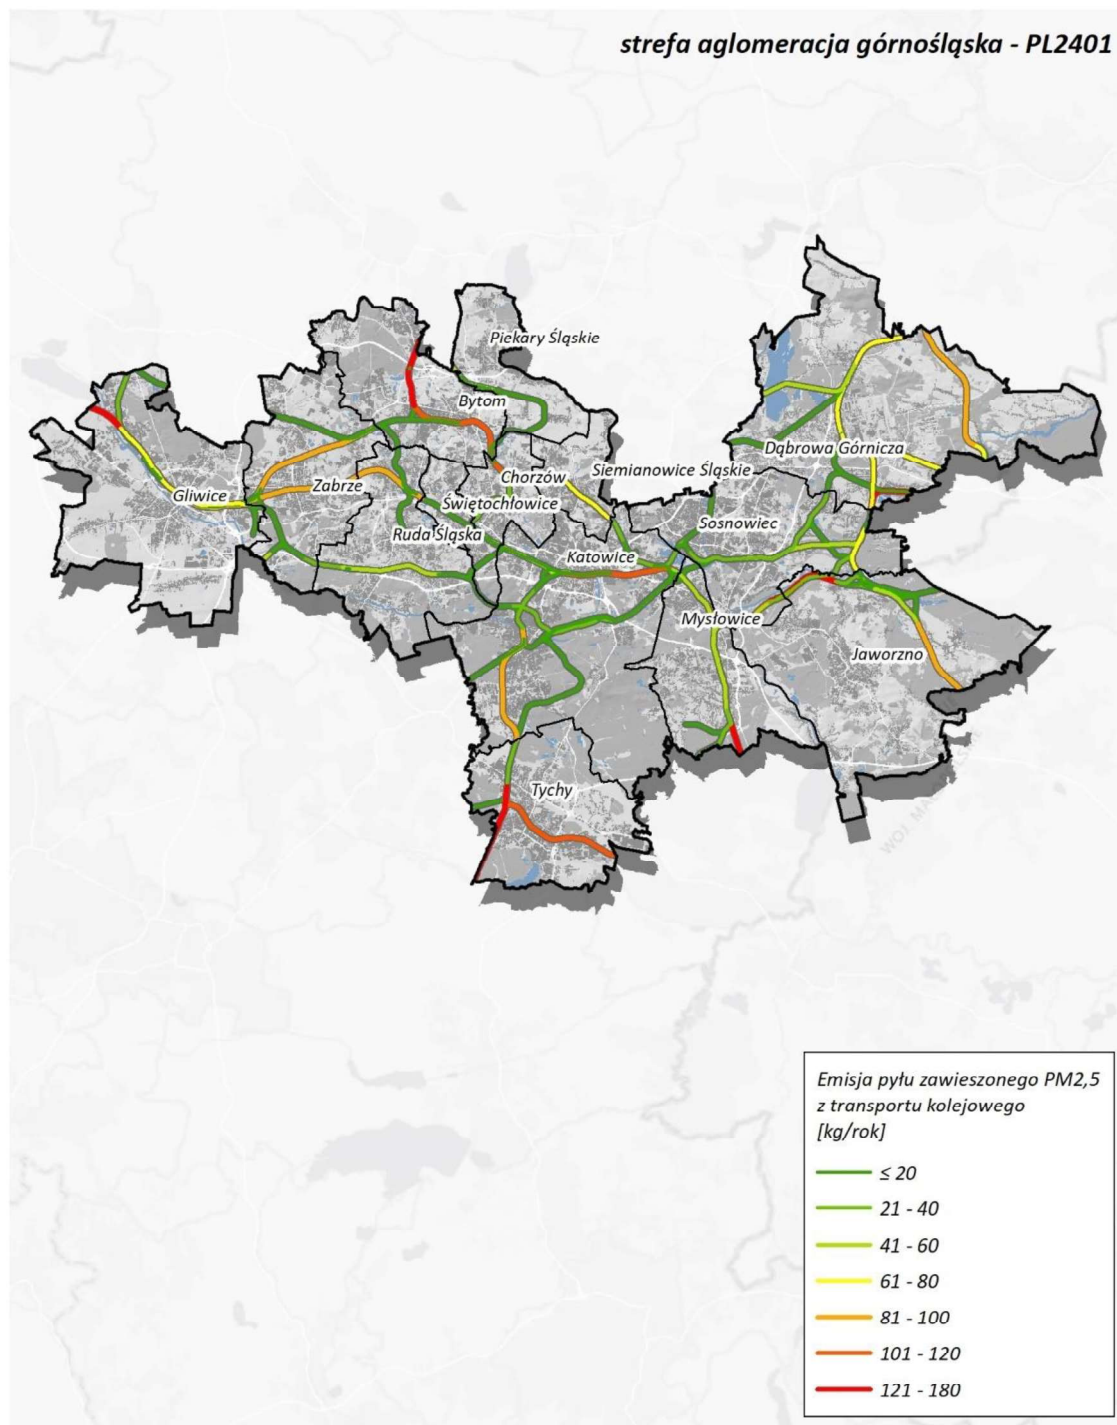 strefa aglomeracja górnośląska - PL2401
Piekary Śląskie
Bytom
Dąbrowa Górnicza
Siemianowice Śląskie
Chorzów
Zabrze
Gliwice
Świętochłowice
Sosnowiec
Ruda Śląska
Katowice
Mysłowice
Jaworzno
Tychy
Emisja pyłu zawieszonego PM2,5
z transportu kolejowego
[kg/rok]
≤ 20
21 - 40
41 - 60
61 - 80
81 - 100
101 - 120
121 - 180